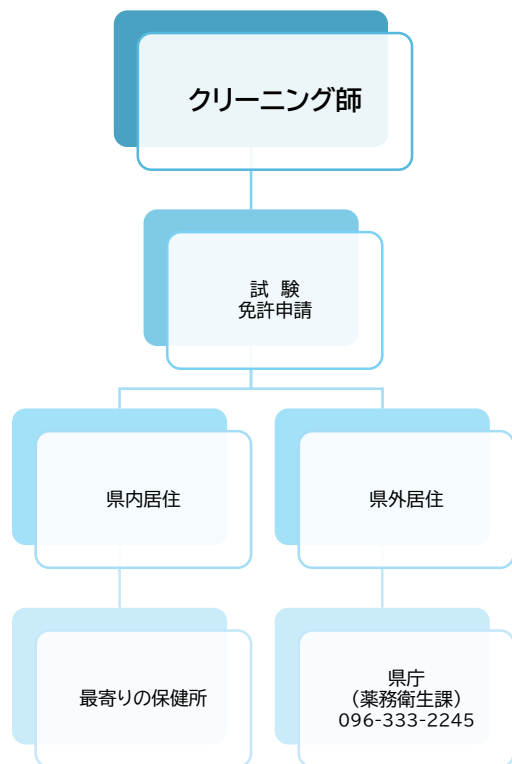 クリーニング師
試 験
免許申請
県内居住
県外居住
最寄りの保健所
県庁
(薬務衛生課)
096-333-2245